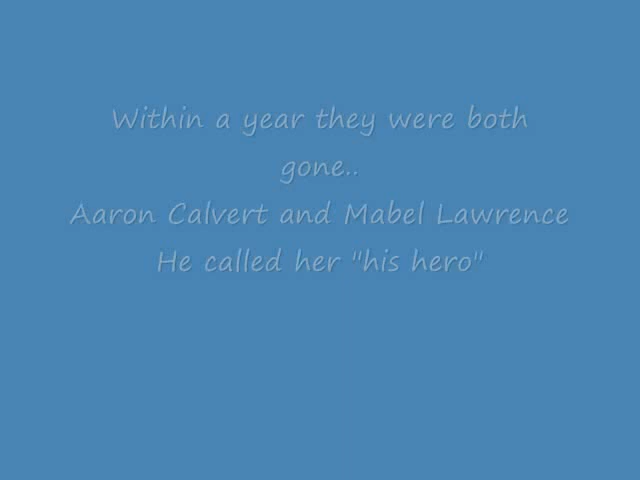 Within a year they were both
gone..
Aaron Calvert and Mabel Lawrence
He called her "his hero"